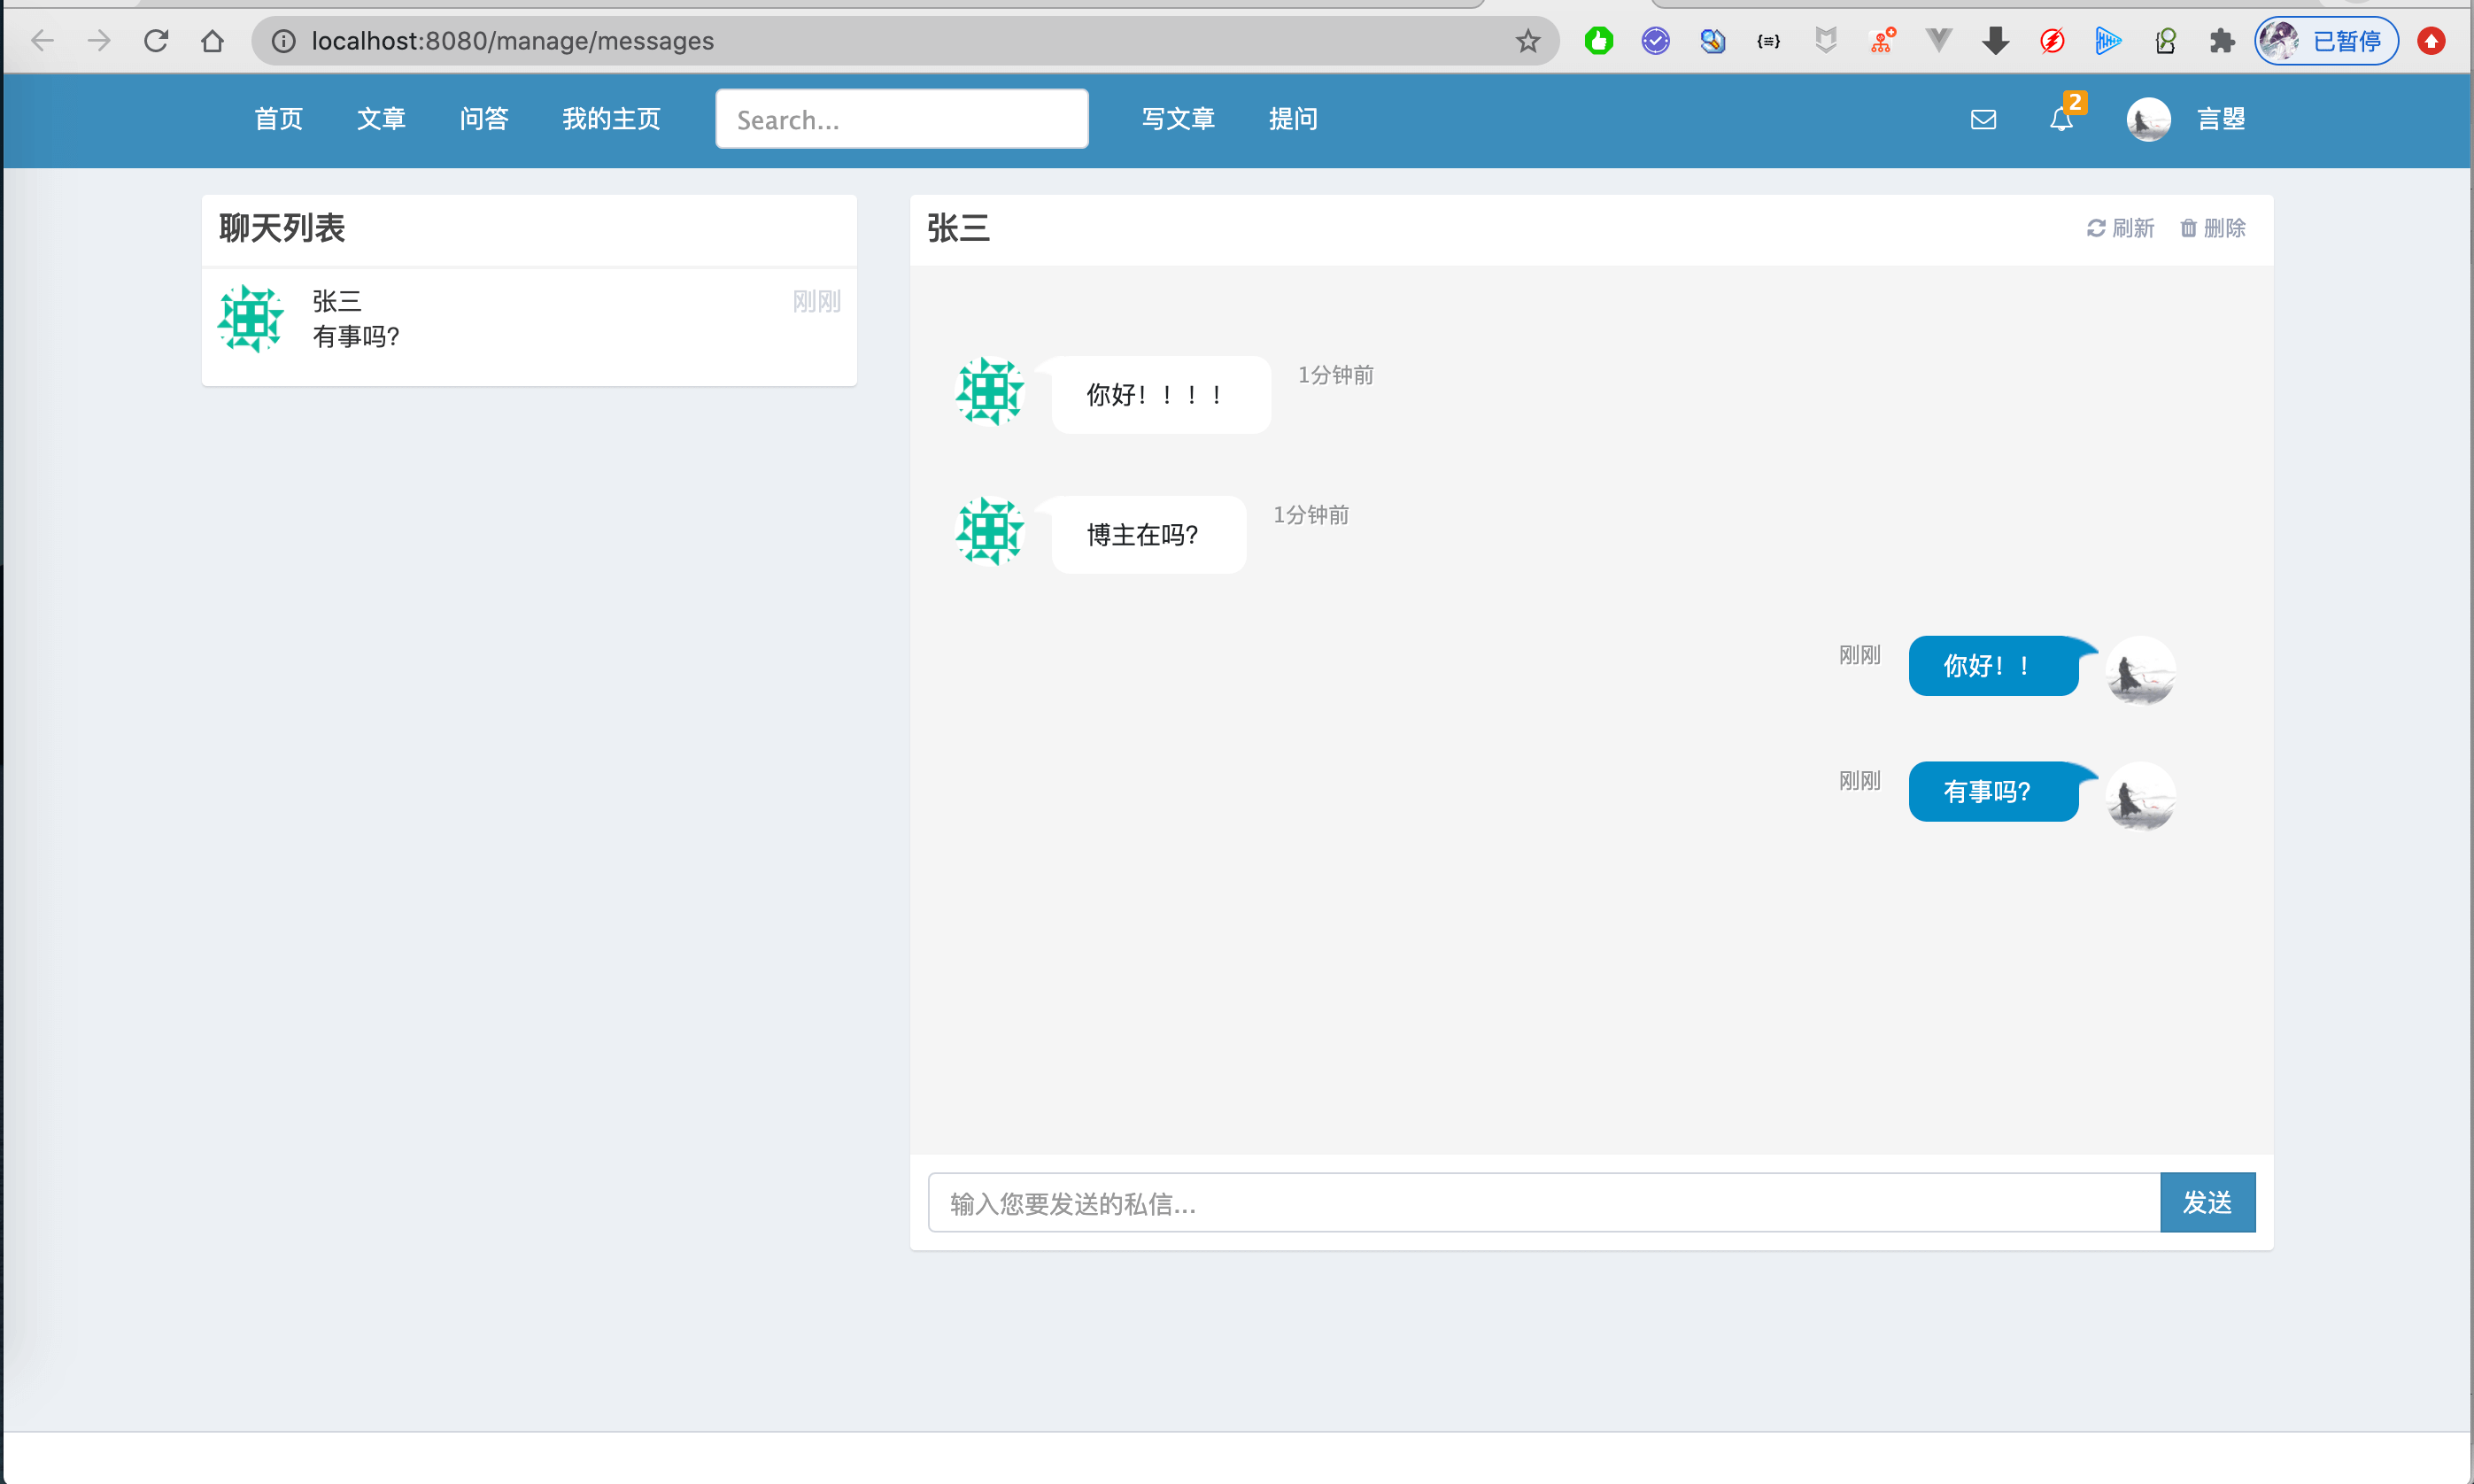 localhost:8080/manage/messages
已暂停
首页 文章 问答 我的主页 Search... 写文章 提问 2 言曌
聊天列表
张三 刚刚
有事吗?
张三 刷新 删除
你好！！！！ 1分钟前
博主在吗? 1分钟前
刚刚 你好！！
刚刚 有事吗?
输入您要发送的私信... 发送